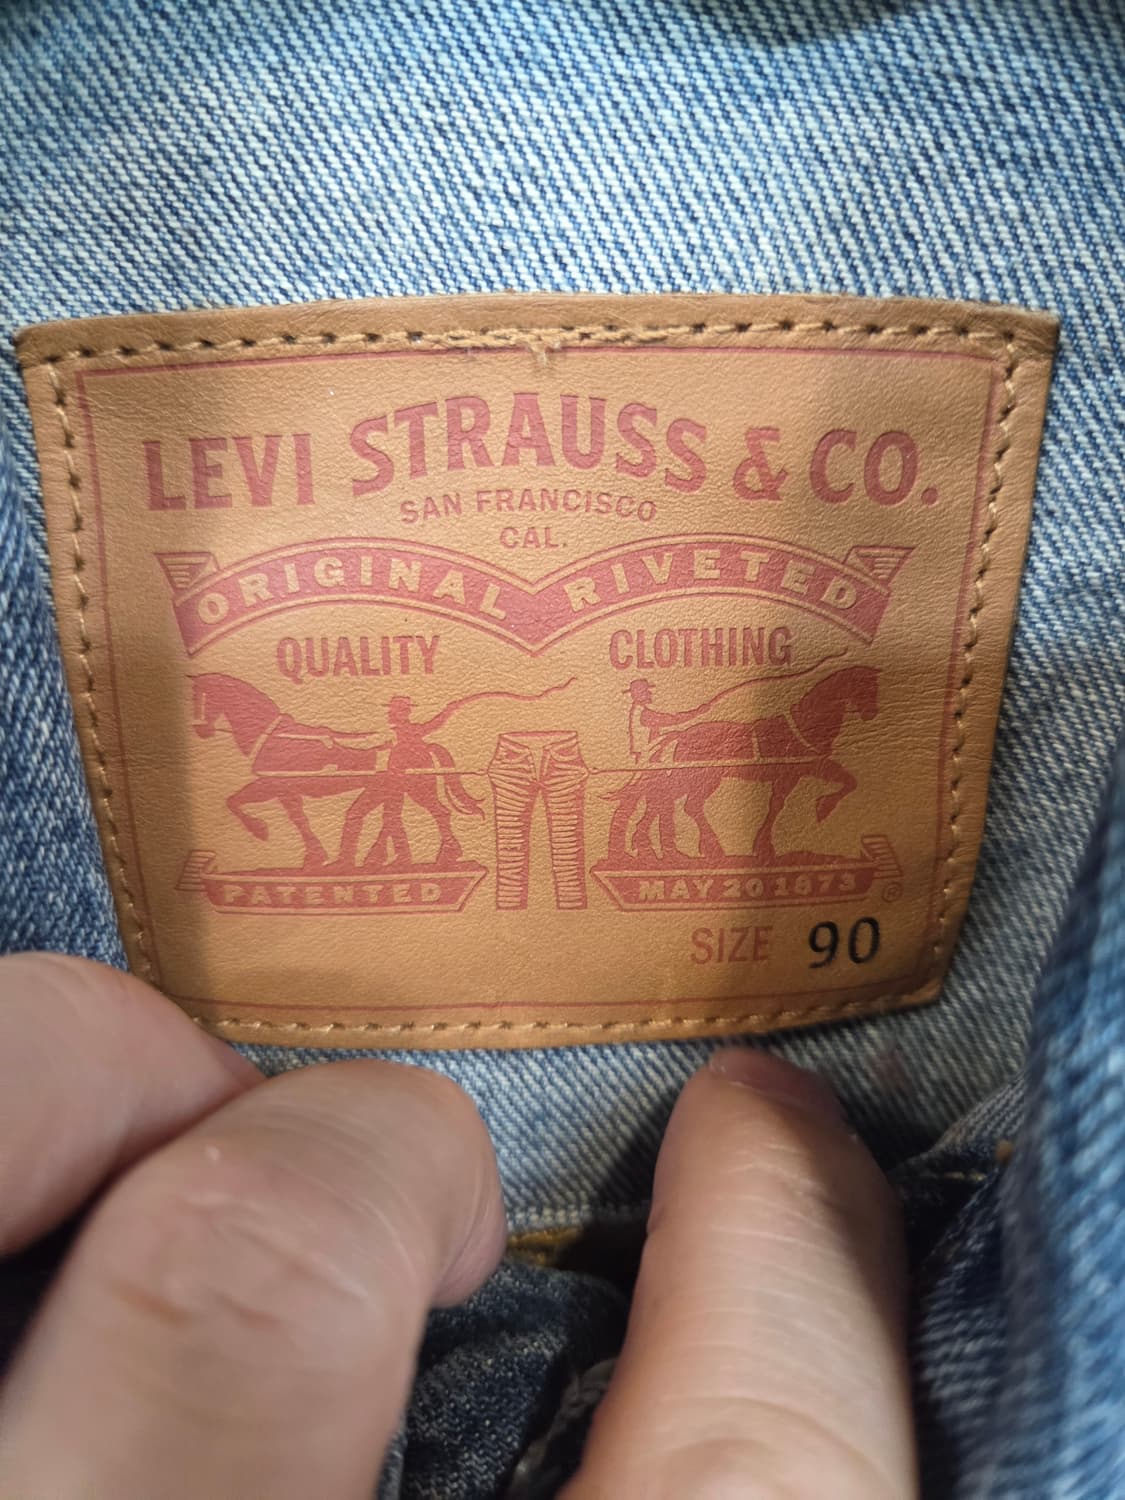 LEVI STRAUSS & CO.
SAN FRANCISCO
CAL.
ORIGINAL RIVETED
QUALITY CLOTHING
PATENTED MAY 20 1873 ®
SIZE 90